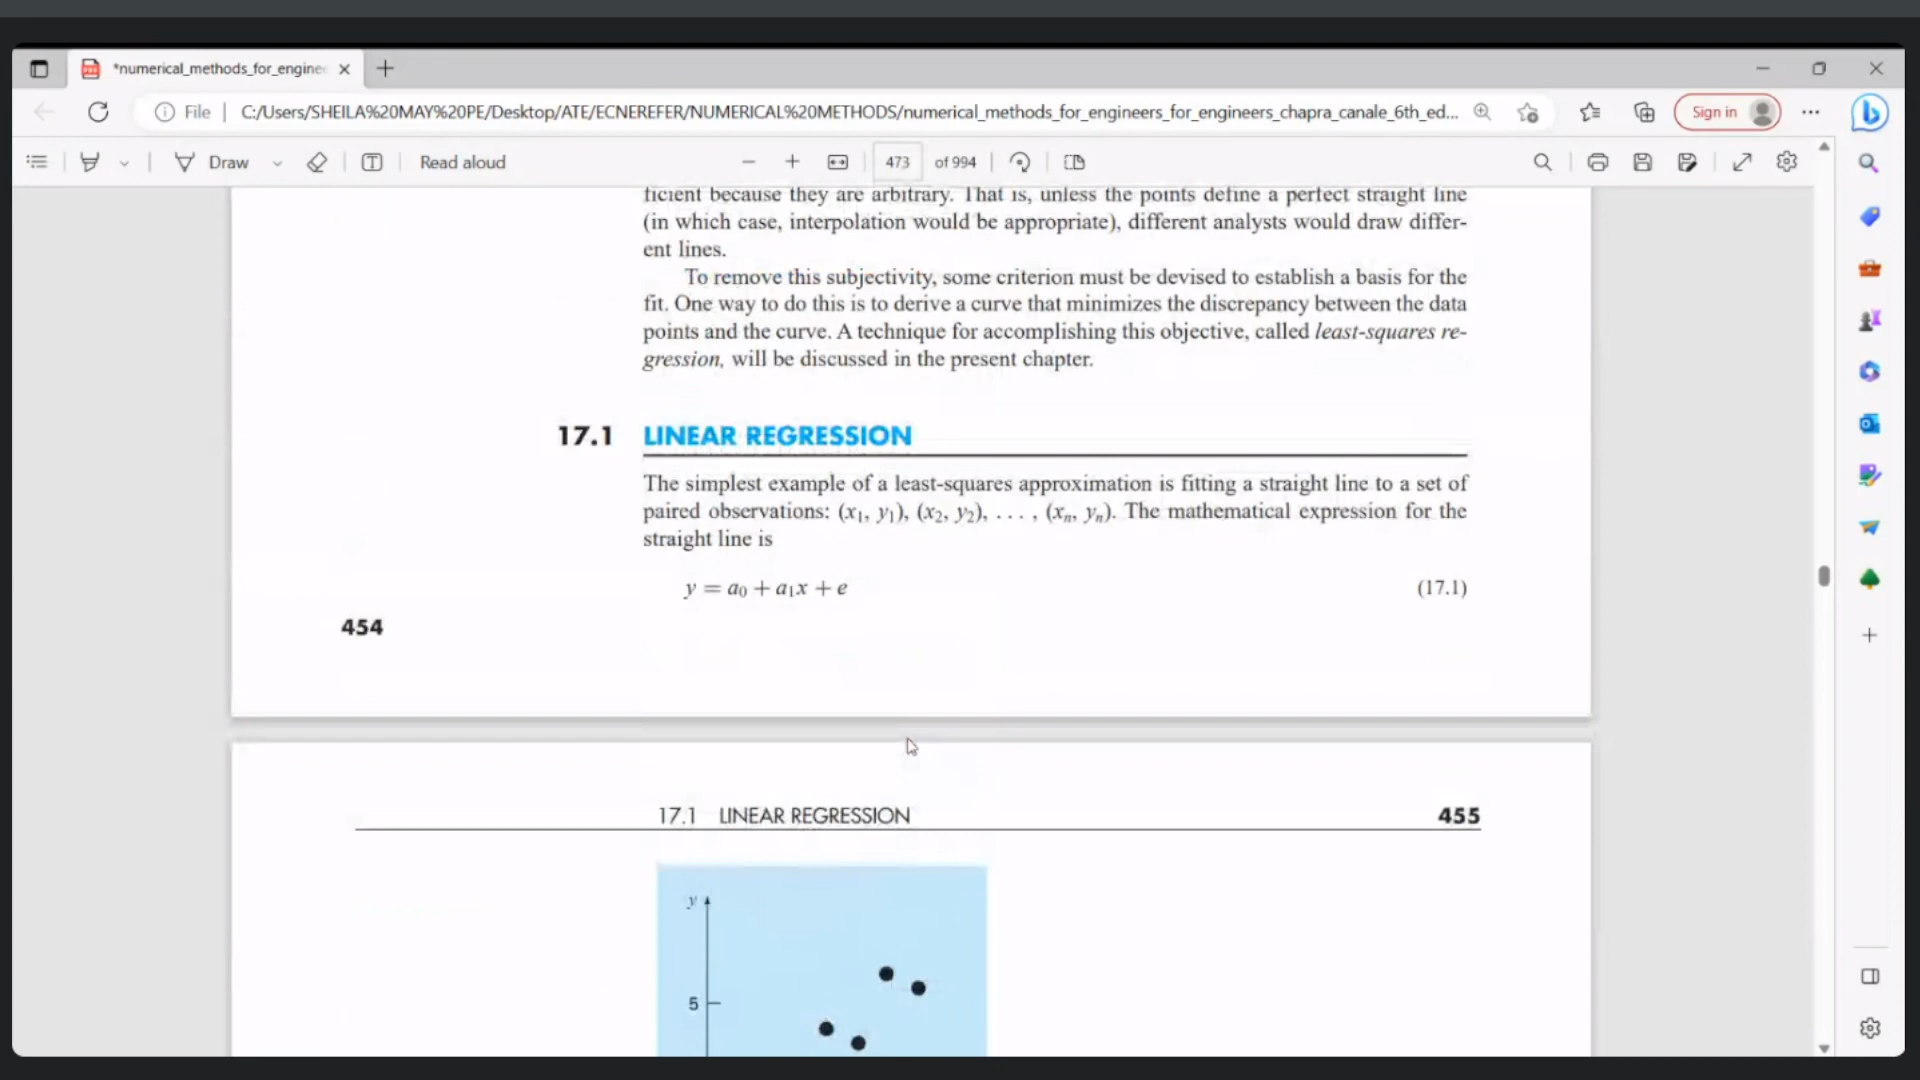 *numerical_methods_for_enginee
File
C:/Users/SHEILA%20MAY%20PE/Desktop/ATE/ECNEREFER/NUMERICAL%20METHODS/numerical_methods_for_engineers_for_engineers_chapra_canale_6th_ed...
Sign in
Draw
Read aloud
473 of 994
ficient because they are arbitrary. That is, unless the points define a perfect straight line
(in which case, interpolation would be appropriate), different analysts would draw differ-
ent lines.
To remove this subjectivity, some criterion must be devised to establish a basis for the
fit. One way to do this is to derive a curve that minimizes the discrepancy between the data
points and the curve. A technique for accomplishing this objective, called least-squares re-
gression, will be discussed in the present chapter.
17.1 LINEAR REGRESSION
The simplest example of a least-squares approximation is fitting a straight line to a set of
paired observations: (x₁, y₁), (x₂, y₂), . . . , (xₙ, yₙ). The mathematical expression for the
straight line is
y = a₀ + a₁x + e (17.1)
454
17.1 LINEAR REGRESSION 455
y
5